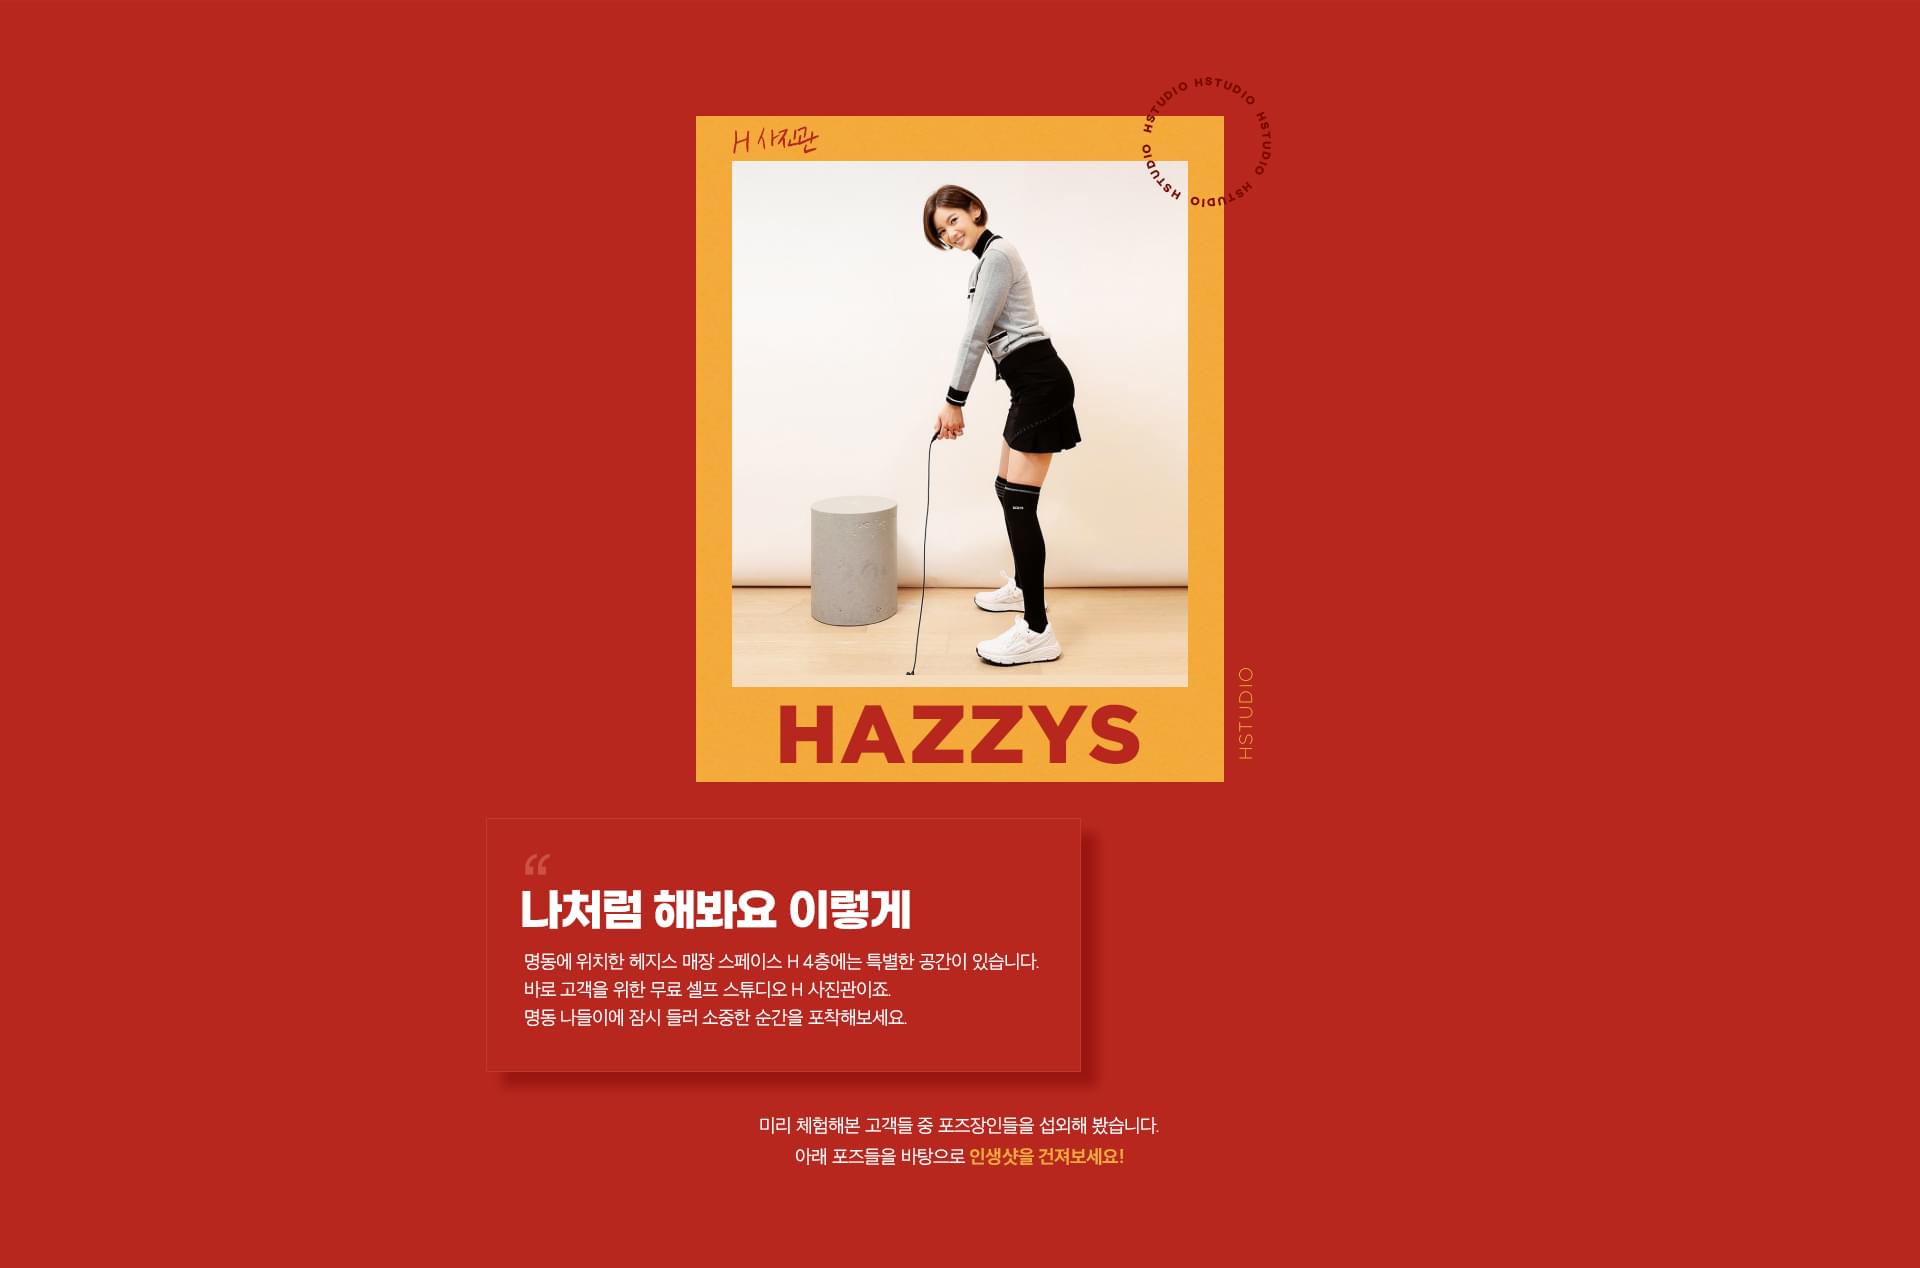 H 사진관
HSTUDIO HSTUDIO HSTUDIO HSTUDIO HSTUDIO HSTUDIO
HAZZYS
HSTUDIO
“
나처럼 해봐요 이렇게
명동에 위치한 헤지스 매장 스페이스 H 4층에는 특별한 공간이 있습니다.
바로 고객을 위한 무료 셀프 스튜디오 H 사진관이죠.
명동 나들이에 잠시 들러 소중한 순간을 포착해보세요.
미리 체험해본 고객들 중 포즈장인들을 섭외해 봤습니다.
아래 포즈들을 바탕으로 인생샷을 건져보세요!